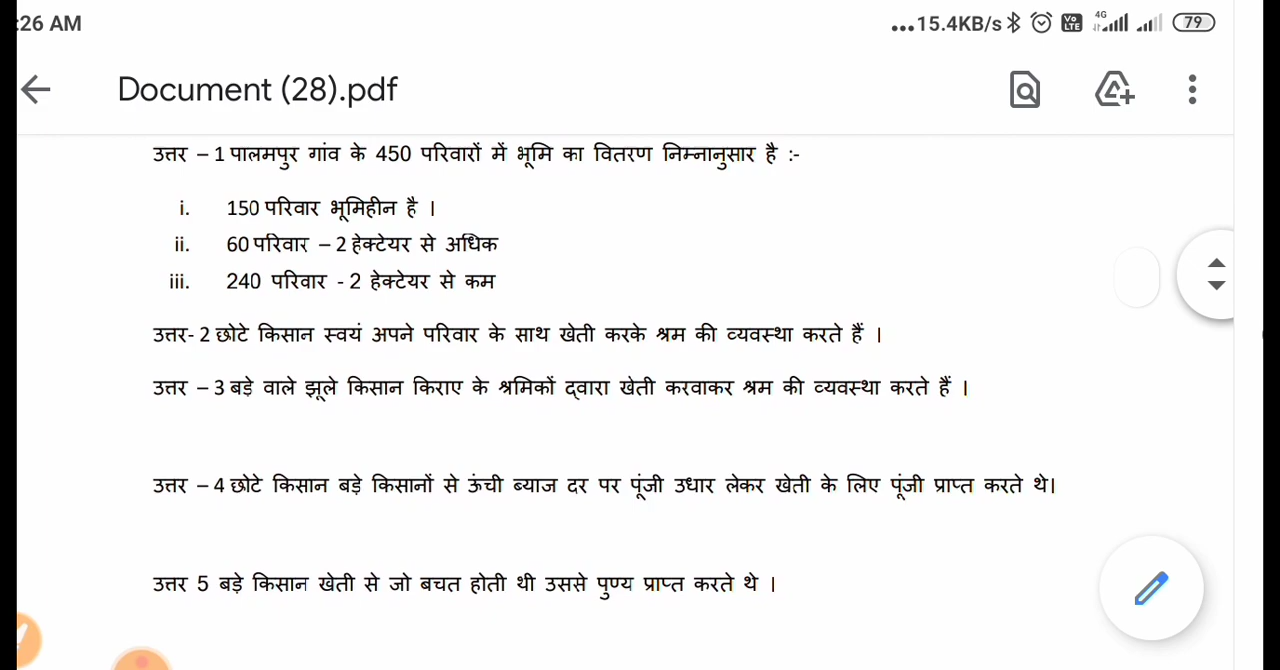 :26 AM
...15.4KB/s Vo LTE 4G 79
Document (28).pdf
उत्तर – 1 पालमपुर गांव के 450 परिवारों में भूमि का वितरण निम्नानुसार है :-
i. 150 परिवार भूमिहीन है ।
ii. 60 परिवार – 2 हेक्टेयर से अधिक
iii. 240 परिवार - 2 हेक्टेयर से कम
उत्तर- 2 छोटे किसान स्वयं अपने परिवार के साथ खेती करके श्रम की व्यवस्था करते हैं ।
उत्तर – 3 बड़े वाले झूले किसान किराए के श्रमिकों द्वारा खेती करवाकर श्रम की व्यवस्था करते हैं ।
उत्तर – 4 छोटे किसान बड़े किसानों से ऊंची ब्याज दर पर पूंजी उधार लेकर खेती के लिए पूंजी प्राप्त करते थे।
उत्तर 5 बड़े किसान खेती से जो बचत होती थी उससे पुण्य प्राप्त करते थे ।